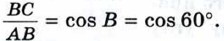 BC/AB = cos B = cos 60°.